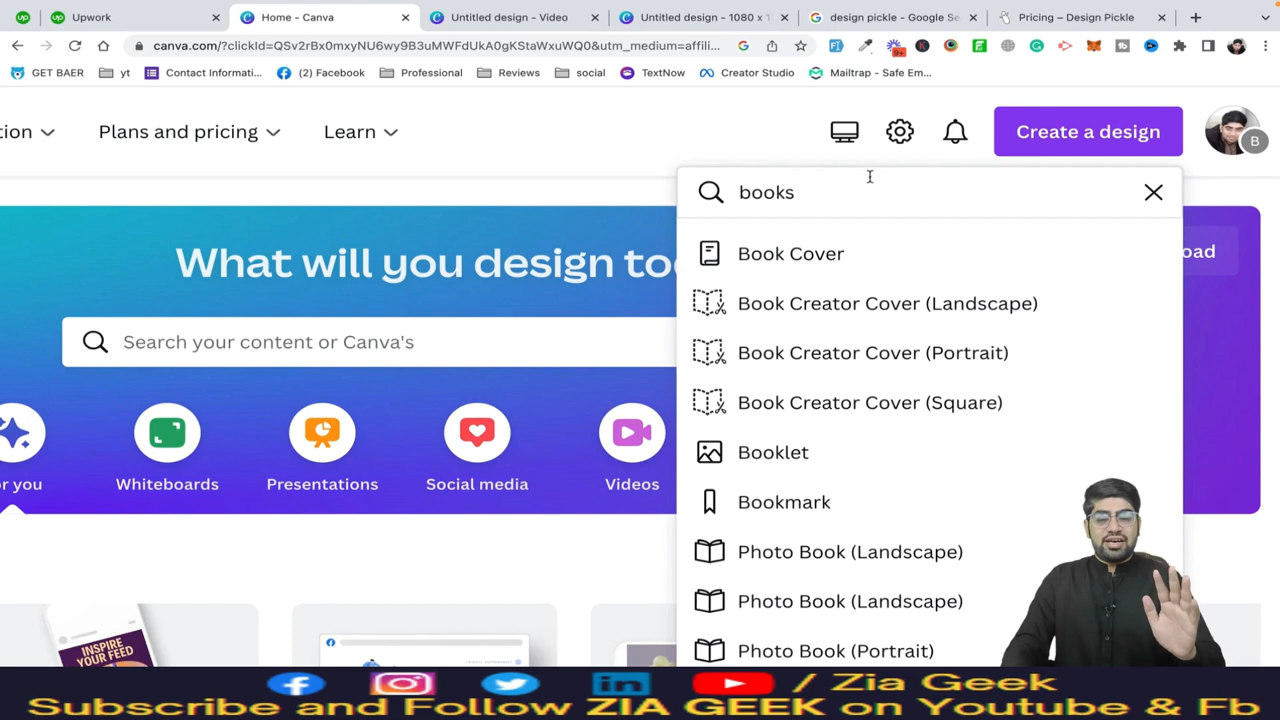 Upwork
Home - Canva
Untitled design - Video
Untitled design - 1080 x 1
design pickle - Google Se
Pricing – Design Pickle
canva.com/?clickId=QSv2rBx0mxyNU6wy9B3uMWFdUkA0gKStaWxuWQ0&utm_medium=affili...
9+
GET BAER
yt
Contact Informati...
(2) Facebook
Professional
Reviews
social
TextNow
Creator Studio
Mailtrap - Safe Em...
tion
Plans and pricing
Learn
Create a design
B
books
What will you design to
oad
Search your content or Canva's
Book Cover
Book Creator Cover (Landscape)
Book Creator Cover (Portrait)
Book Creator Cover (Square)
Booklet
Bookmark
Photo Book (Landscape)
Photo Book (Landscape)
Photo Book (Portrait)
or you
Whiteboards
Presentations
Social media
Videos
INSPIRE
YOUR FEED
/ Zia Geek
Subscribe and Follow ZIA GEEK on Youtube & Fb